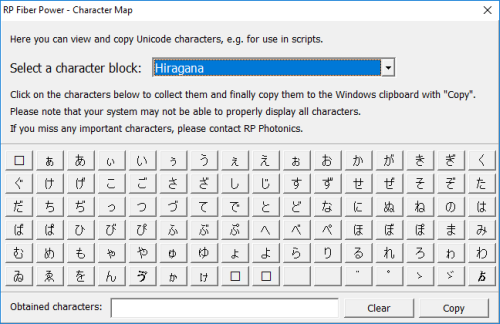 RP Fiber Power - Character Map
Here you can view and copy Unicode characters, e.g. for use in scripts.
Select a character block: Hiragana
Click on the characters below to collect them and finally copy them to the Windows clipboard with "Copy".
Please note that your system may not be able to properly display all characters.
If you miss any important characters, please contact RP Photonics.
□ ぁ あ ぃ い ぅ う ぇ え ぉ お か が き ぎ く
ぐ け げ こ ご さ ざ し じ す ず せ ぜ そ ぞ た
だ ち ぢ っ つ づ て で と ど な に ぬ ね の は
ば ぱ ひ び ぴ ふ ぶ ぷ へ べ ぺ ほ ぼ ぽ ま み
む め も ゃ や ゅ ゆ ょ よ ら り る れ ろ ゎ わ
ゐ ゑ を ん ゔ ゕ ゖ □ □ ゛ ゜ ゝ ゞ ゟ
Obtained characters: Clear Copy